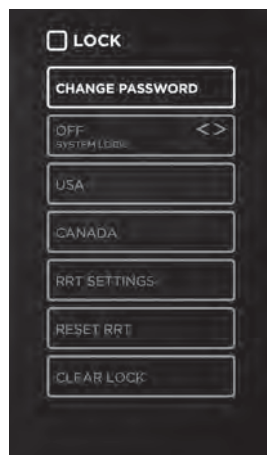 LOCK
CHANGE PASSWORD
OFF <>
SYSTEM LOCK
USA
CANADA
RRT SETTINGS
RESET RRT
CLEAR LOCK